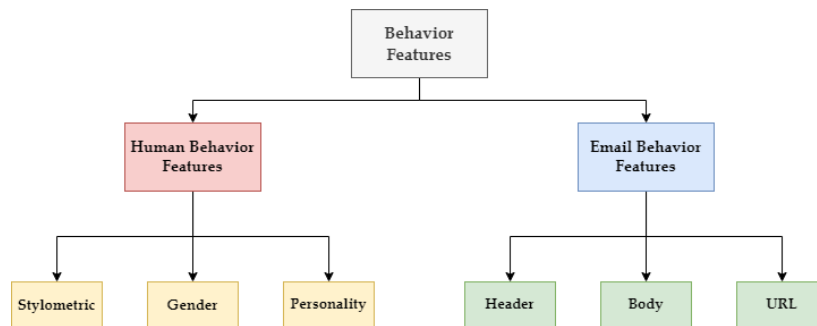 Behavior
Features
Human Behavior
Features
Email Behavior
Features
Stylometric
Gender
Personality
Header
Body
URL